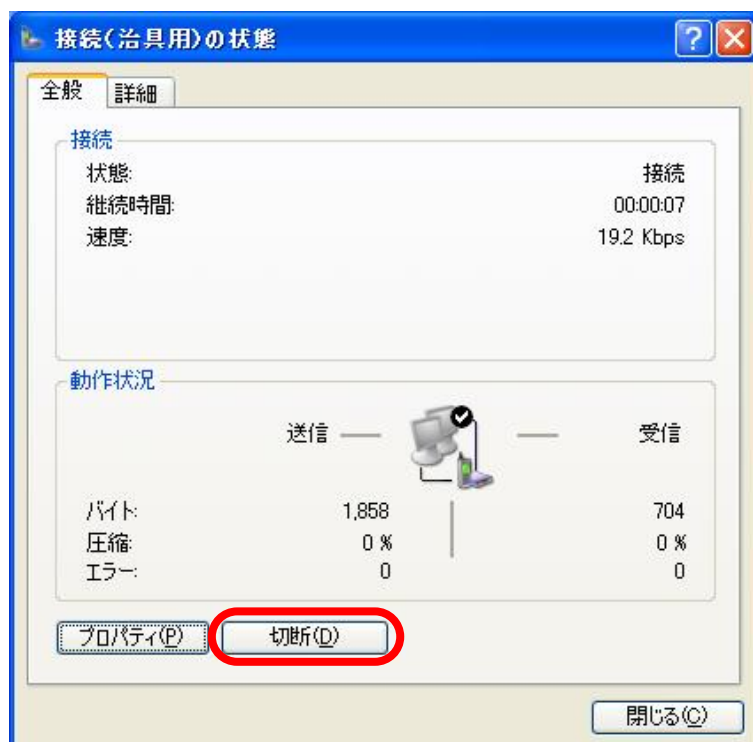 接続(治具用)の状態
全般 詳細
接続
状態: 接続
継続時間: 00:00:07
速度: 19.2 Kbps
動作状況
送信 受信
バイト: 1,858 704
圧縮: 0 % 0 %
エラー: 0 0
プロパティ(P) 切断(D)
閉じる(C)